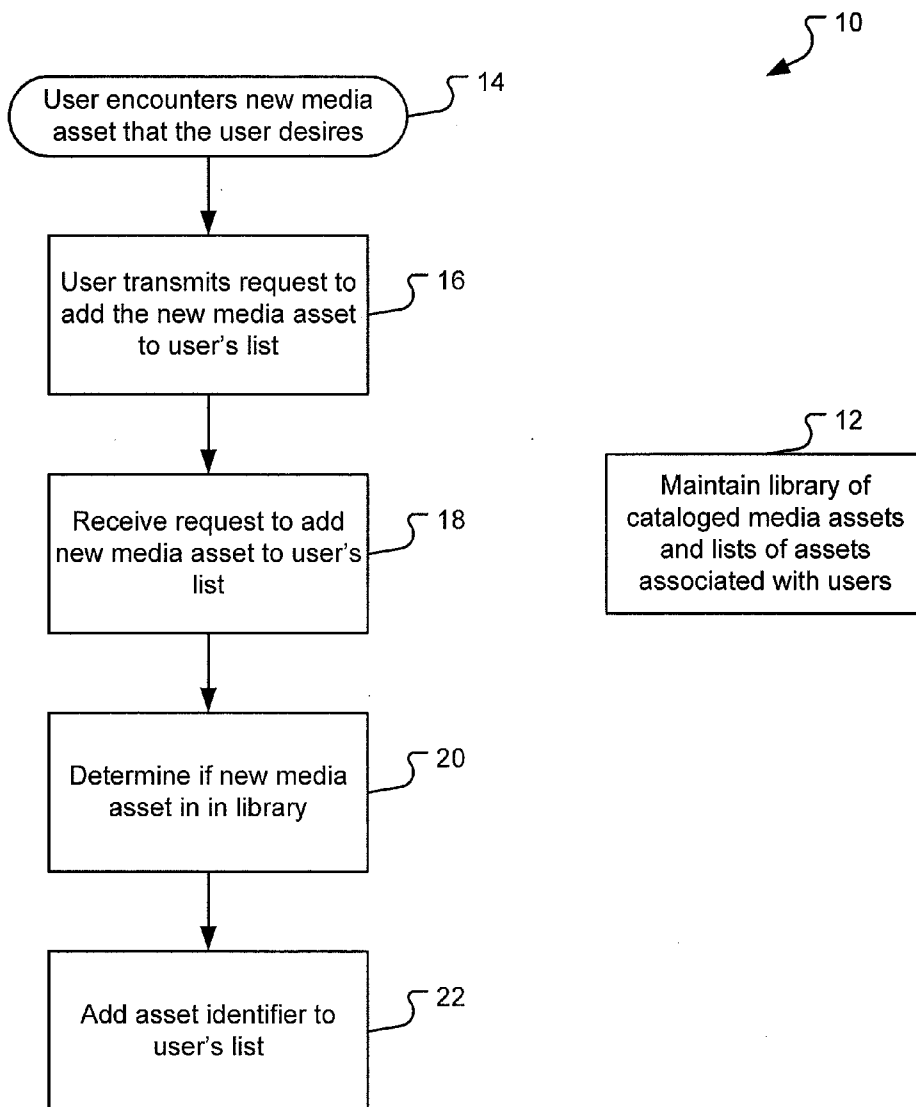 10
User encounters new media
asset that the user desires
14
User transmits request to
add the new media asset
to user's list
16
Receive request to add
new media asset to user's
list
18
12
Maintain library of
cataloged media assets
and lists of assets
associated with users
Determine if new media
asset in in library
20
Add asset identifier to
user's list
22